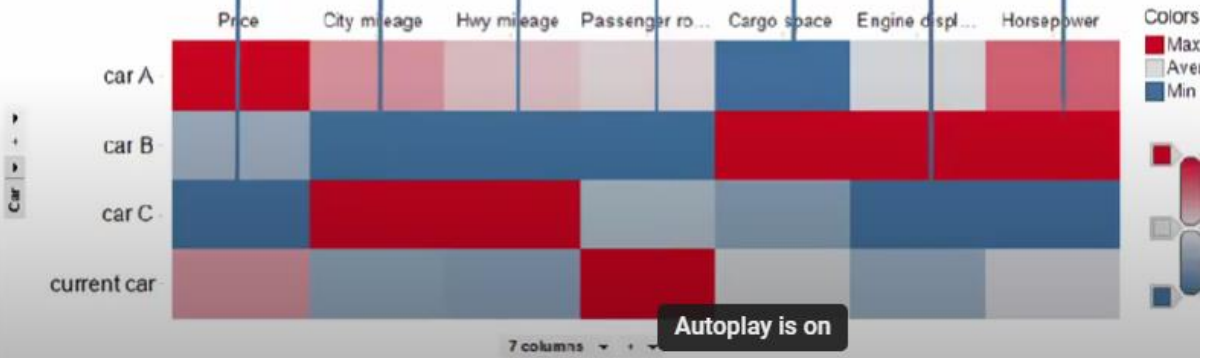 Price City mileage Hwy mileage Passenger ro... Cargo space Engine displ... Horsepower
Colors
Max
Aver
Min
car A
car B
car C
current car
Car
Autoplay is on
7 columns